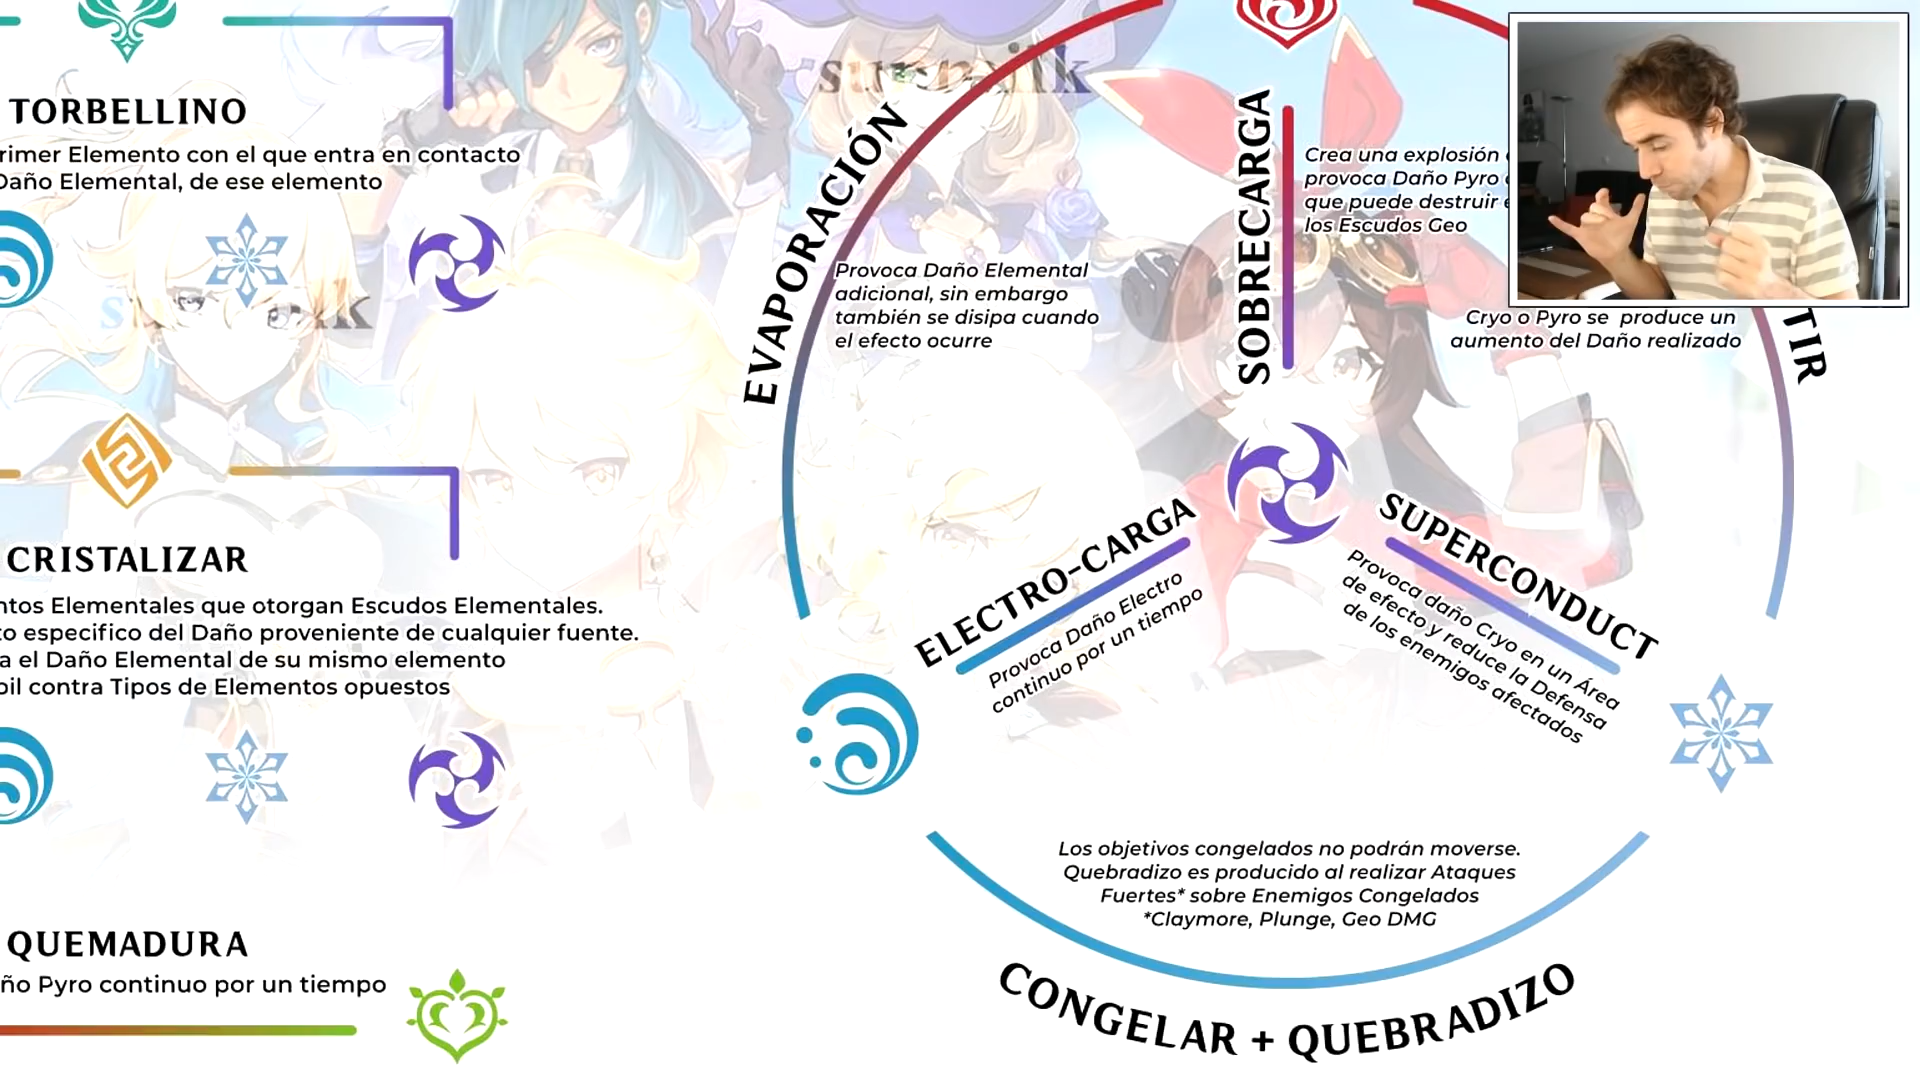 TORBELLINO
rimer Elemento con el que entra en contacto
Daño Elemental, de ese elemento
CRISTALIZAR
ntos Elementales que otorgan Escudos Elementales.
to especifico del Daño proveniente de cualquier fuente.
a el Daño Elemental de su mismo elemento
bil contra Tipos de Elementos opuestos
QUEMADURA
ño Pyro continuo por un tiempo
EVAPORACIÓN
Provoca Daño Elemental
adicional, sin embargo
también se disipa cuando
el efecto ocurre
SOBRECARGA
Crea una explosión
provoca Daño Pyro
que puede destruir
los Escudos Geo
Cryo o Pyro se produce un
aumento del Daño realizado
TIR
ELECTRO-CARGA
Provoca Daño Electro
continuo por un tiempo
SUPERCONDUCT
Provoca daño Cryo en un Área
de efecto y reduce la Defensa
de los enemigos afectados
Los objetivos congelados no podrán moverse.
Quebradizo es producido al realizar Ataques
Fuertes* sobre Enemigos Congelados
*Claymore, Plunge, Geo DMG
CONGELAR + QUEBRADIZO